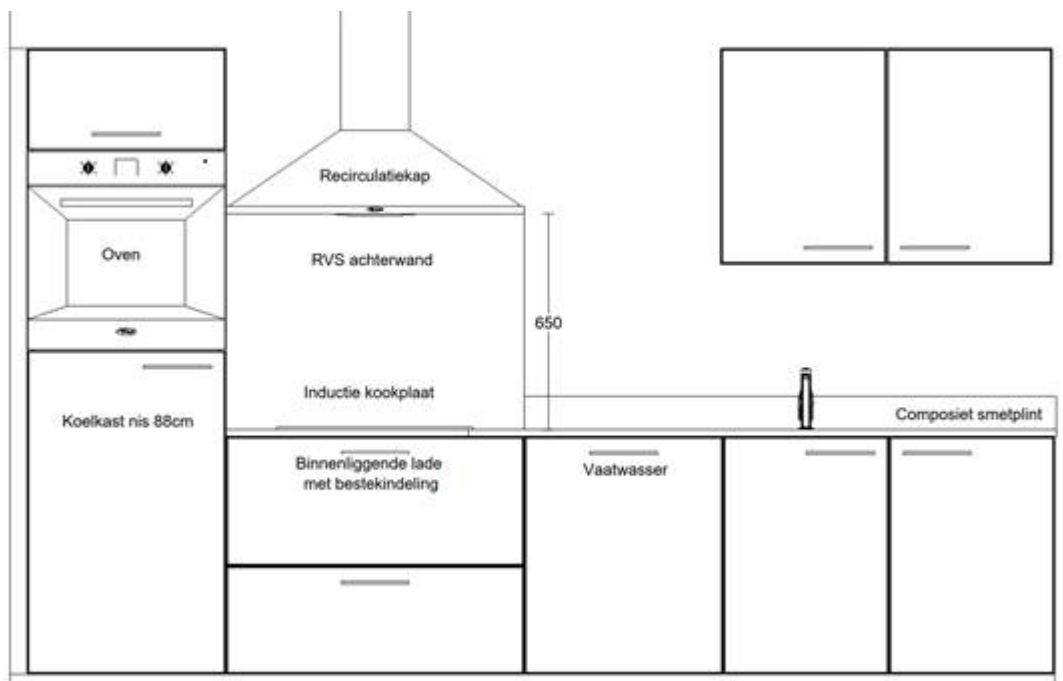 Recirculatiekap
Oven
RVS achterwand
650
Inductie kookplaat
Koelkast nis 88cm
Composiet smetplint
Binnenliggende lade
met bestekindeling
Vaatwasser